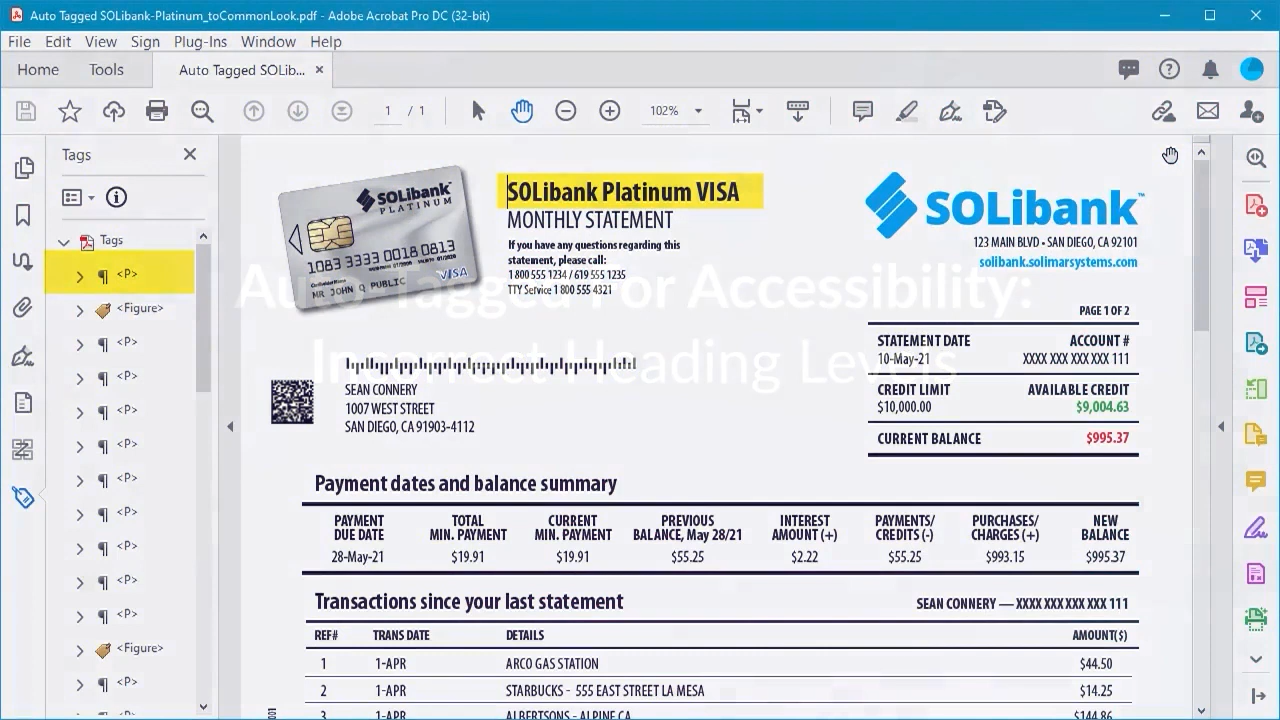 Auto Tagged SOLibank-Platinum_toCommonLook.pdf - Adobe Acrobat Pro DC (32-bit)
File Edit View Sign Plug-Ins Window Help
Home Tools Auto Tagged SOLib... ×
1 / 1 102%
Tags
Tags
<P>
<Figure>
<P>
<P>
<P>
<P>
<P>
<P>
<P>
<P>
<P>
<Figure>
<P>
SOLibank™
PLATINUM
1083 3333 0018 0813
MR JOHN Q PUBLIC
VISA
SOLibank Platinum VISA
MONTHLY STATEMENT
If you have any questions regarding this
statement, please call:
1 800 555 1234 / 619 555 1235
TTY Service 1 800 555 4321
SOLibank™
123 MAIN BLVD • SAN DIEGO, CA 92101
solibank.solimarsystems.com
Auto Tagged For Accessibility:
Incorrect Heading Levels
PAGE 1 OF 2
STATEMENT DATE ACCOUNT #
10-May-21 XXXX XXX XXX XXX 111
CREDIT LIMIT AVAILABLE CREDIT
$10,000.00 $9,004.63
CURRENT BALANCE $995.37
SEAN CONNERY
1007 WEST STREET
SAN DIEGO, CA 91903-4112
Payment dates and balance summary
PAYMENT TOTAL CURRENT PREVIOUS INTEREST PAYMENTS/ PURCHASES/ NEW
DUE DATE MIN. PAYMENT MIN. PAYMENT BALANCE, May 28/21 AMOUNT (+) CREDITS (-) CHARGES (+) BALANCE
28-May-21 $19.91 $19.91 $55.25 $2.22 $55.25 $993.15 $995.37
Transactions since your last statement SEAN CONNERY — XXXX XXX XXX XXX 111
REF# TRANS DATE DETAILS AMOUNT($)
1 1-APR ARCO GAS STATION $44.50
2 1-APR STARBUCKS - 555 EAST STREET LA MESA $14.25
3 1-APR ALBERTSONS - ALPINE CA $144.86